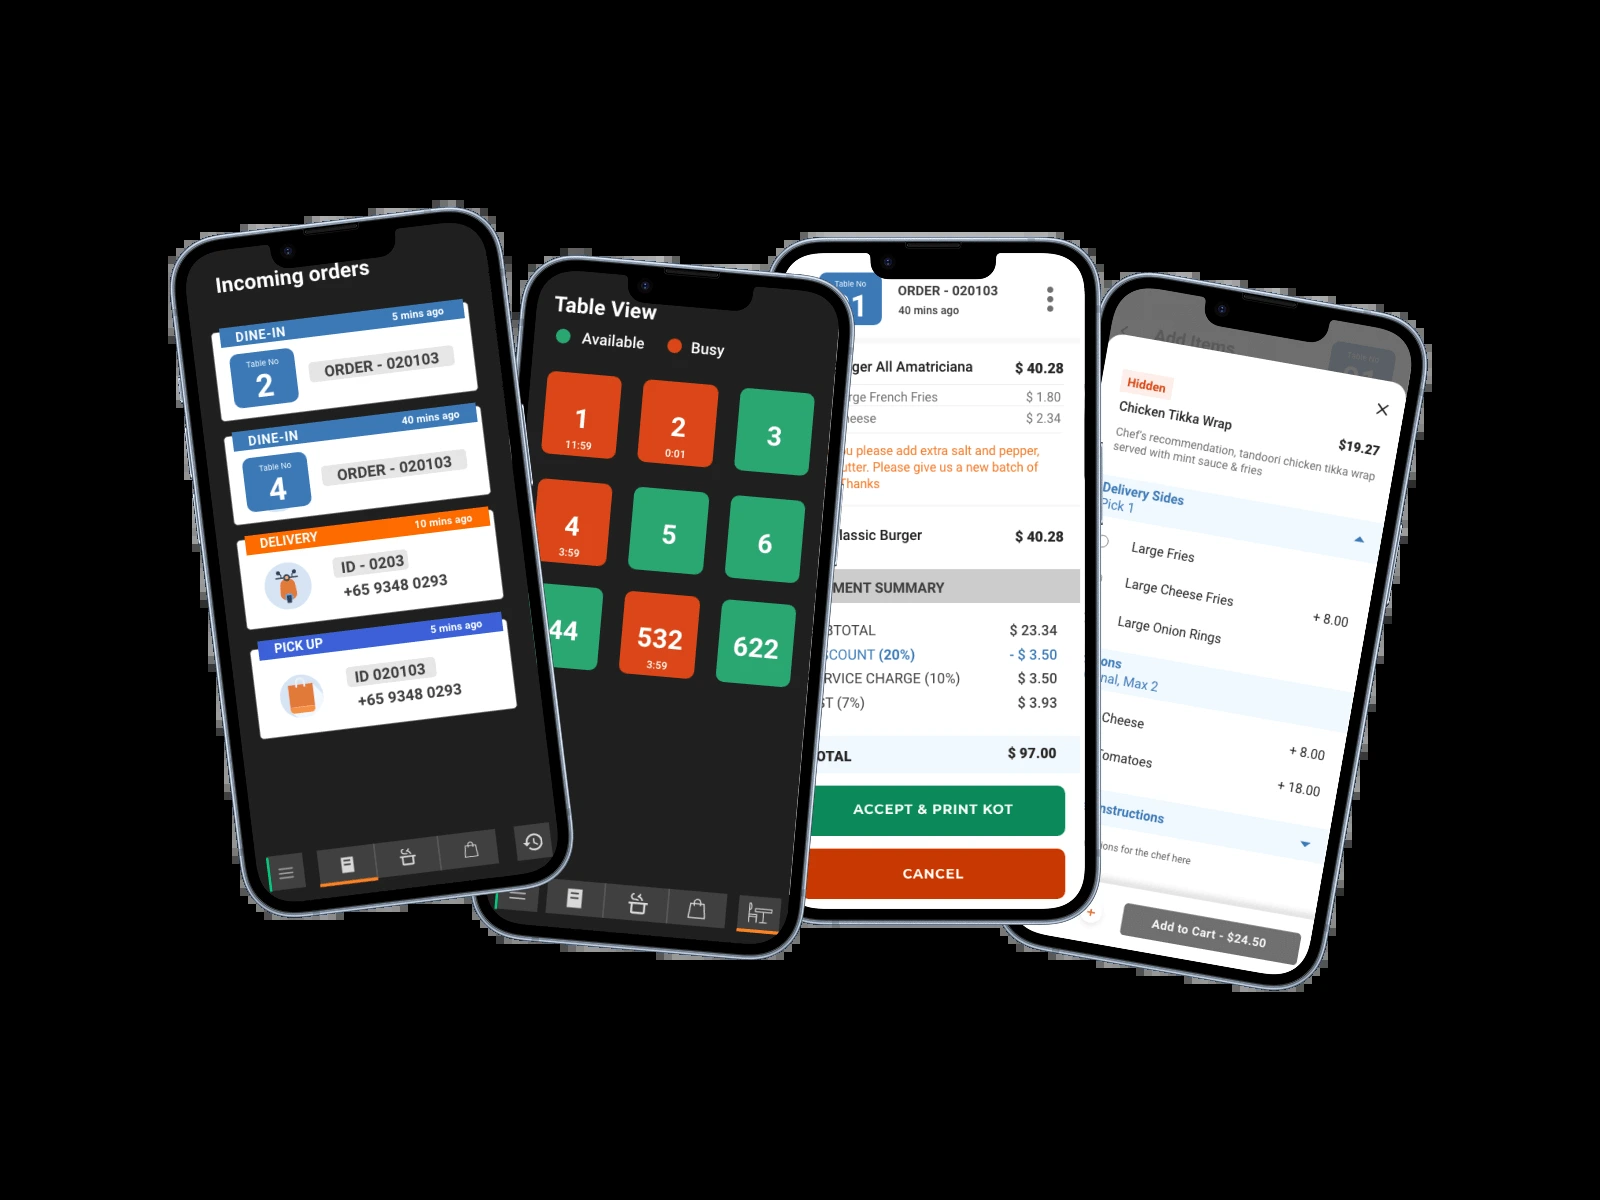 Incoming orders
DINE-IN
5 mins ago
Table No
2
ORDER - 020103
DINE-IN
40 mins ago
Table No
4
ORDER - 020103
DELIVERY
10 mins ago
ID - 0203
+65 9348 0293
PICK UP
5 mins ago
ID 020103
+65 9348 0293
Table View
Available
Busy
1
11:59
2
0:01
3
4
3:59
5
6
44
532
3:59
622
Table No
1
ORDER - 020103
40 mins ago
ger All Amatriciana
$ 40.28
rge French Fries
$ 1.80
eese
$ 2.34
u please add extra salt and pepper,
utter. Please give us a new batch of
Thanks
lassic Burger
$ 40.28
MENT SUMMARY
BTOTAL
$ 23.34
COUNT (20%)
- $ 3.50
RVICE CHARGE (10%)
$ 3.50
ST (7%)
$ 3.93
OTAL
$ 97.00
ACCEPT & PRINT KOT
CANCEL
Add Items
Hidden
Chicken Tikka Wrap
$19.27
Chef's recommendation, tandoori chicken tikka wrap
served with mint sauce & fries
Delivery Sides
Pick 1
Large Fries
Large Cheese Fries
+ 8.00
Large Onion Rings
ons
nal, Max 2
Cheese
+ 8.00
omatoes
+ 18.00
nstructions
ions for the chef here
Add to Cart - $24.50